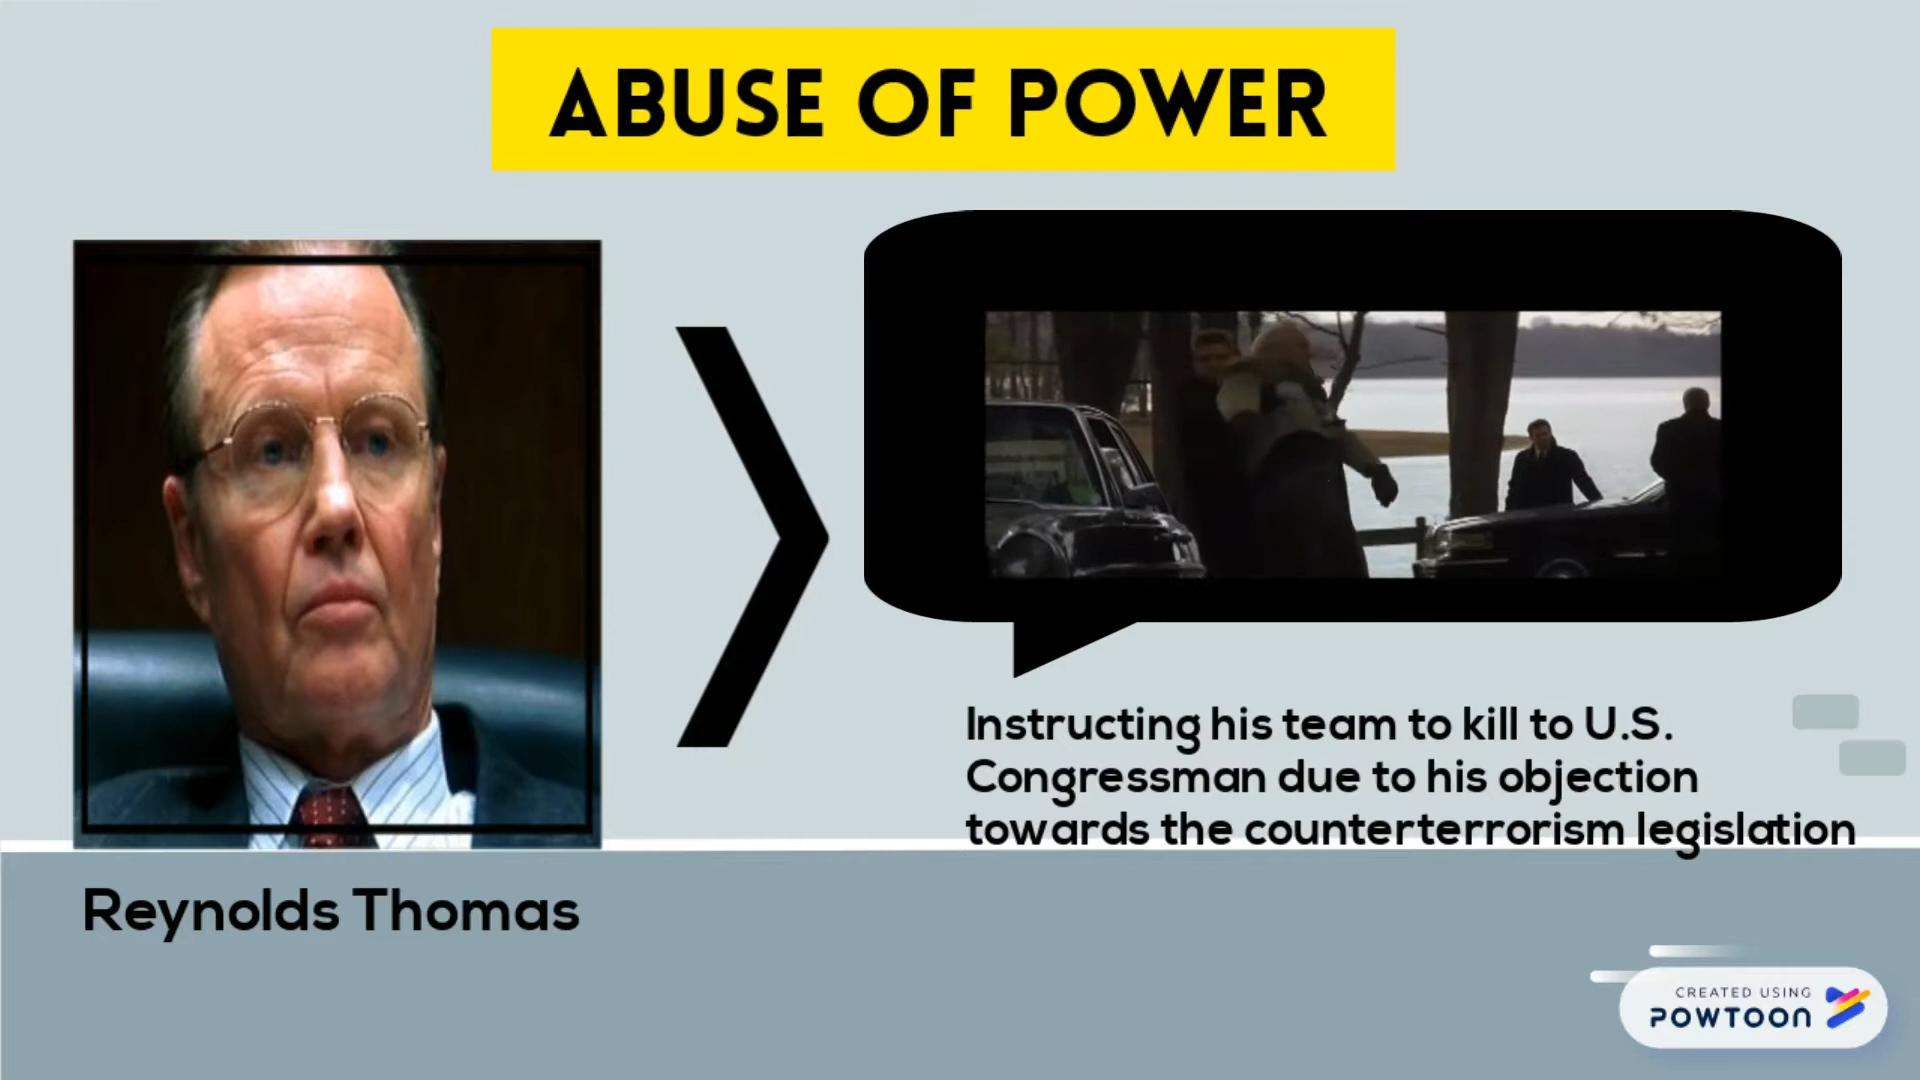 ABUSE OF POWER
Instructing his team to kill to U.S.
Congressman due to his objection
towards the counterterrorism legislation
Reynolds Thomas
CREATED USING
POWTOON